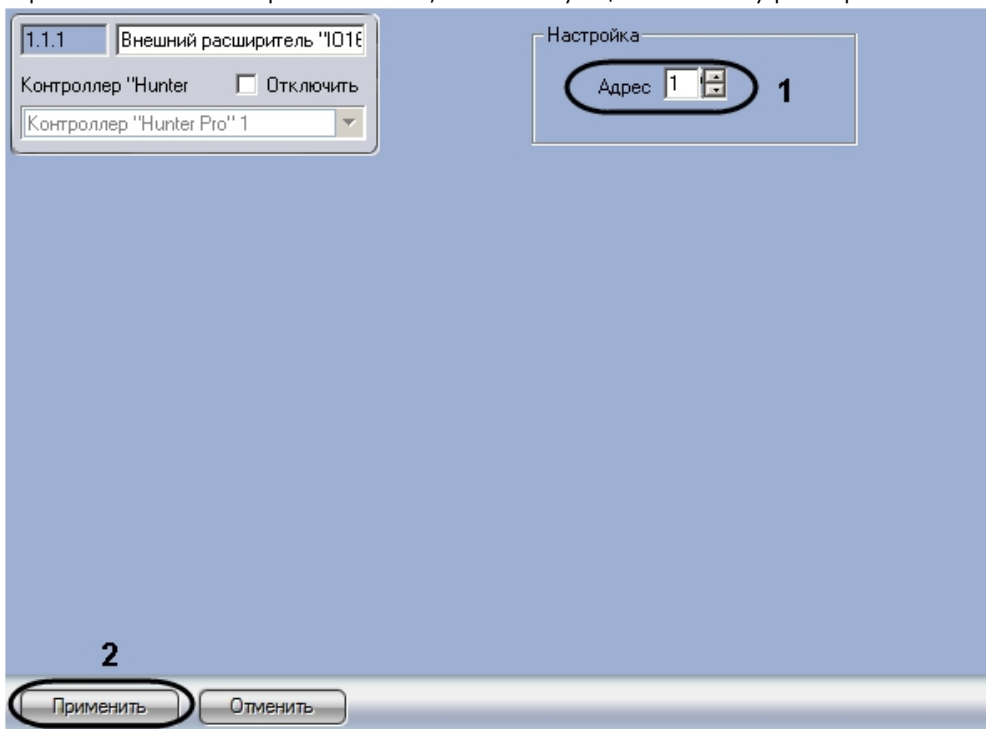 1.1.1 Внешний расширитель "IO16
Контроллер "Hunter Отключить
Контроллер "Hunter Pro" 1
Настройка
Адрес 1
1
2
Применить Отменить